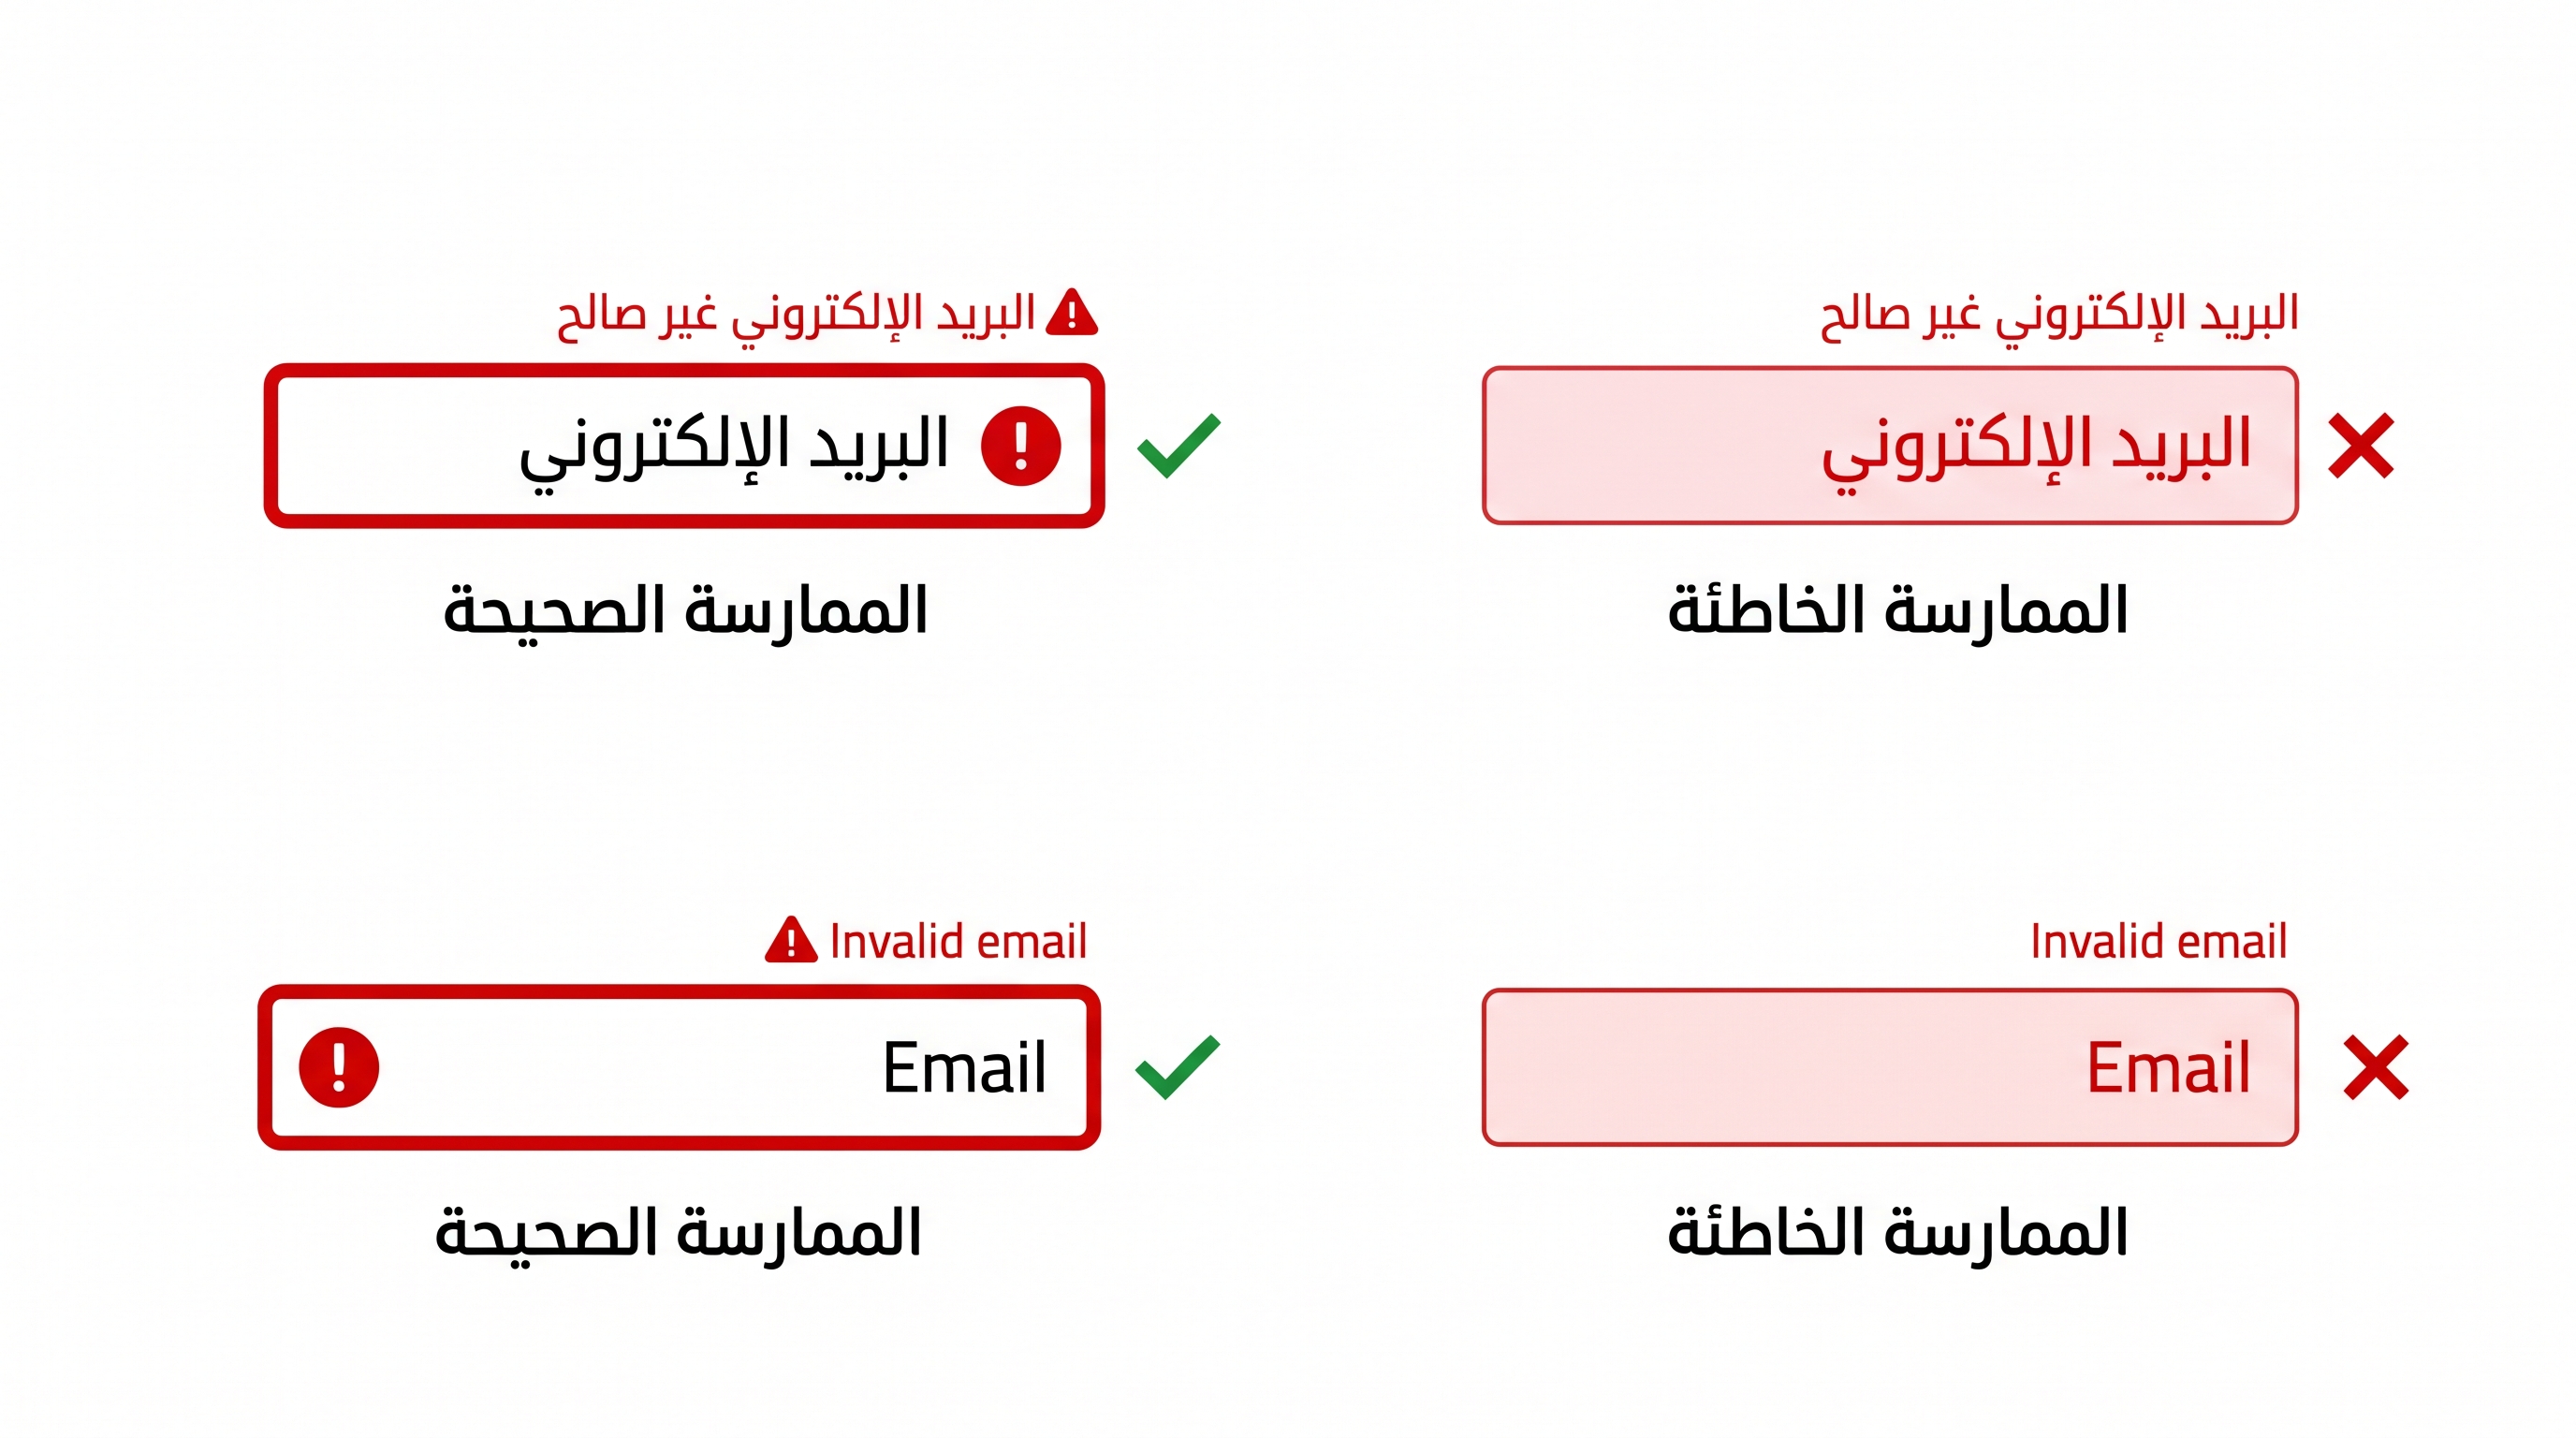 البريد الإلكتروني غير صالح
البريد الإلكتروني
الممارسة الخاطئة
البريد الإلكتروني غير صالح
البريد الإلكتروني
الممارسة الصحيحة
Invalid email
Email
الممارسة الخاطئة
Invalid email
Email
الممارسة الصحيحة